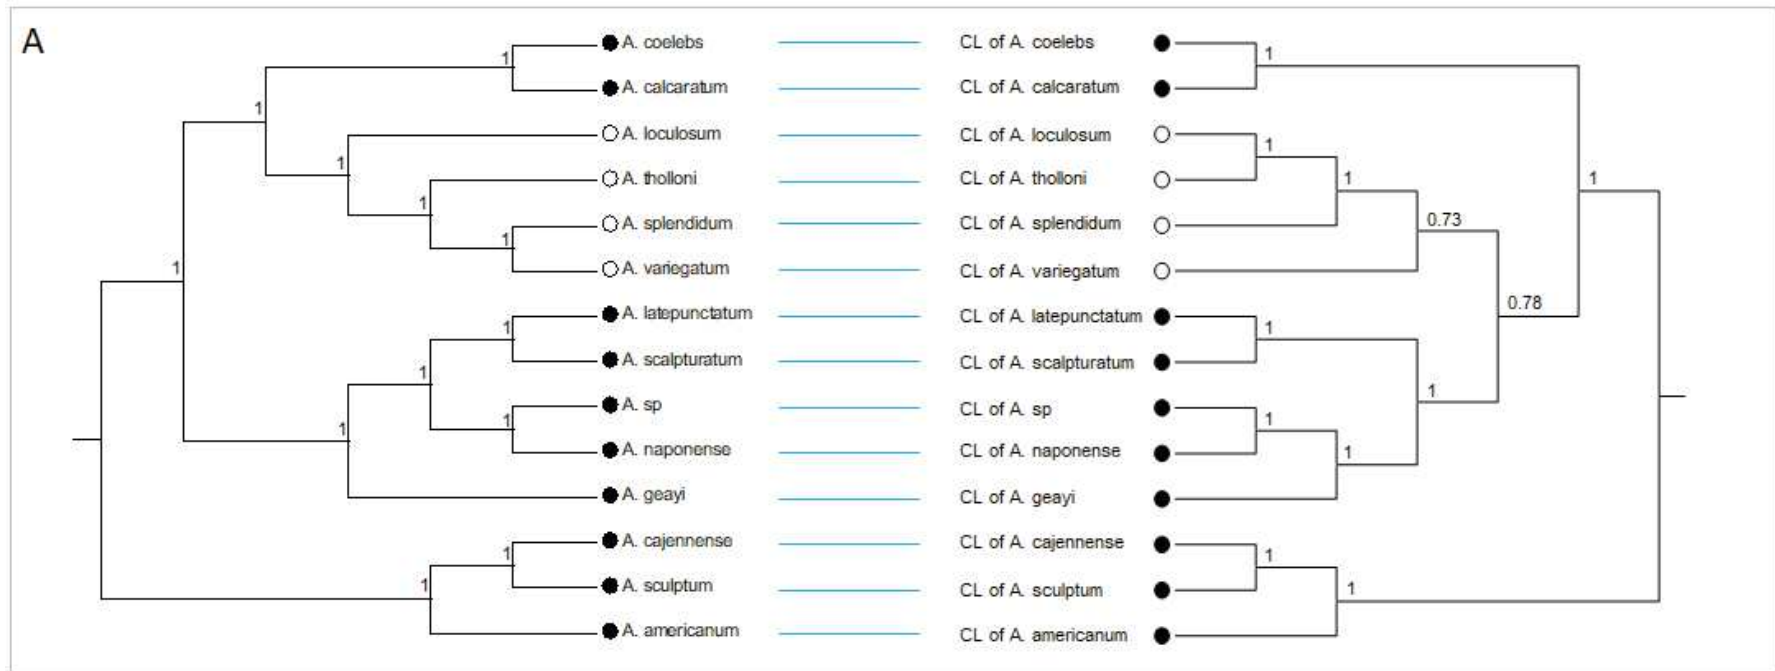 A
A. coelebs
A. calcaratum
A. loculosum
A. tholloni
A. splendidum
A. variegatum
A. latepunctatum
A. scalpturatum
A. sp
A. naponense
A. geayi
A. cajennense
A. sculptum
A. americanum
1
1
1
1
1
1
1
1
1
1
1
1
CL of A. coelebs
CL of A. calcaratum
CL of A. loculosum
CL of A. tholloni
CL of A. splendidum
CL of A. variegatum
CL of A. latepunctatum
CL of A. scalpturatum
CL of A. sp
CL of A. naponense
CL of A. geayi
CL of A. cajennense
CL of A. sculptum
CL of A. americanum
1
1
1
1
0.73
0.78
1
1
1
1
1
1